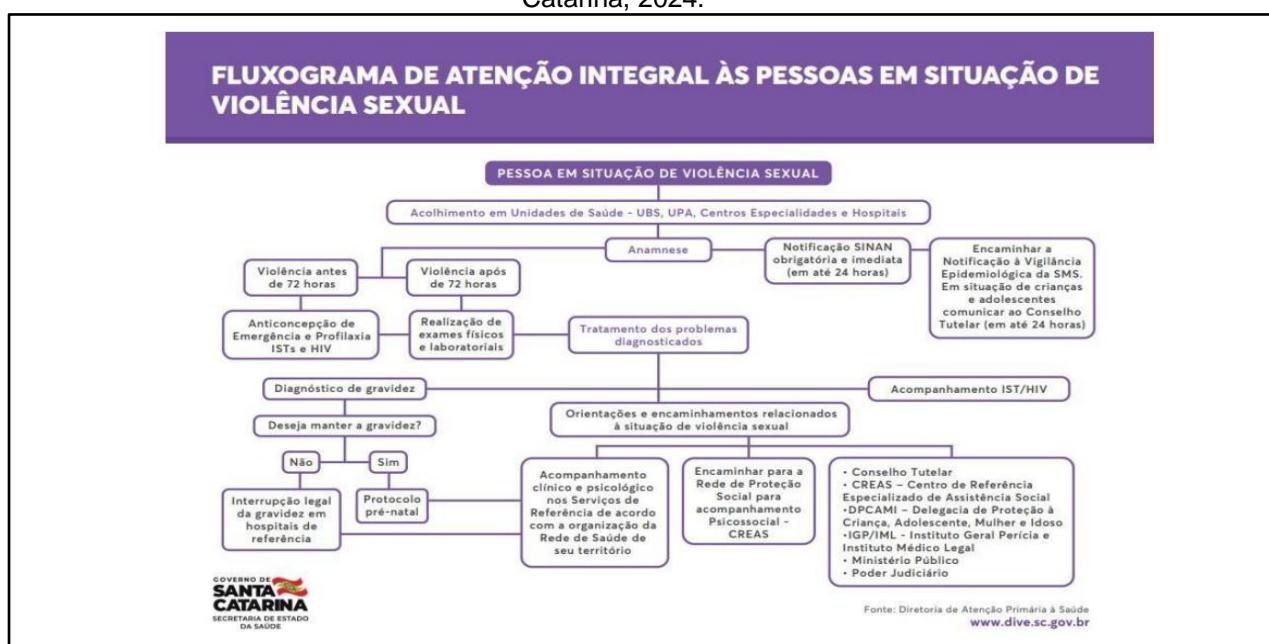 Catarina, 2024.
FLUXOGRAMA DE ATENÇÃO INTEGRAL ÀS PESSOAS EM SITUAÇÃO DE
VIOLÊNCIA SEXUAL
PESSOA EM SITUAÇÃO DE VIOLÊNCIA SEXUAL
Acolhimento em Unidades de Saúde - UBS, UPA, Centros Especialidades e Hospitais
Anamnese
Notificação SINAN
obrigatória e imediata
(em até 24 horas)
Encaminhar a
Notificação à Vigilância
Epidemiológica da SMS.
Em situação de crianças
e adolescentes
comunicar ao Conselho
Tutelar (em até 24 horas)
Violência antes
de 72 horas
Violência após
de 72 horas
Anticoncepção de
Emergência e Profilaxia
ISTs e HIV
Realização de
exames físicos
e laboratoriais
Tratamento dos problemas
diagnosticados
Diagnóstico de gravidez
Acompanhamento IST/HIV
Deseja manter a gravidez?
Orientações e encaminhamentos relacionados
à situação de violência sexual
Não
Sim
Interrupção legal
da gravidez em
hospitais de
referência
Protocolo
pré-natal
Acompanhamento
clínico e psicológico
nos Serviços de
Referência de acordo
com a organização da
Rede de Saúde de
seu território
Encaminhar para a
Rede de Proteção
Social para
acompanhamento
Psicossocial -
CREAS
• Conselho Tutelar
• CREAS – Centro de Referência
Especializado de Assistência Social
•DPCAMI – Delegacia de Proteção à
Criança, Adolescente, Mulher e Idoso
•IGP/IML - Instituto Geral Perícia e
Instituto Médico Legal
• Ministério Público
• Poder Judiciário
GOVERNO DE
SANTA
CATARINA
SECRETARIA DE ESTADO
DA SAÚDE
Fonte: Diretoria de Atenção Primária à Saúde
www.dive.sc.gov.br